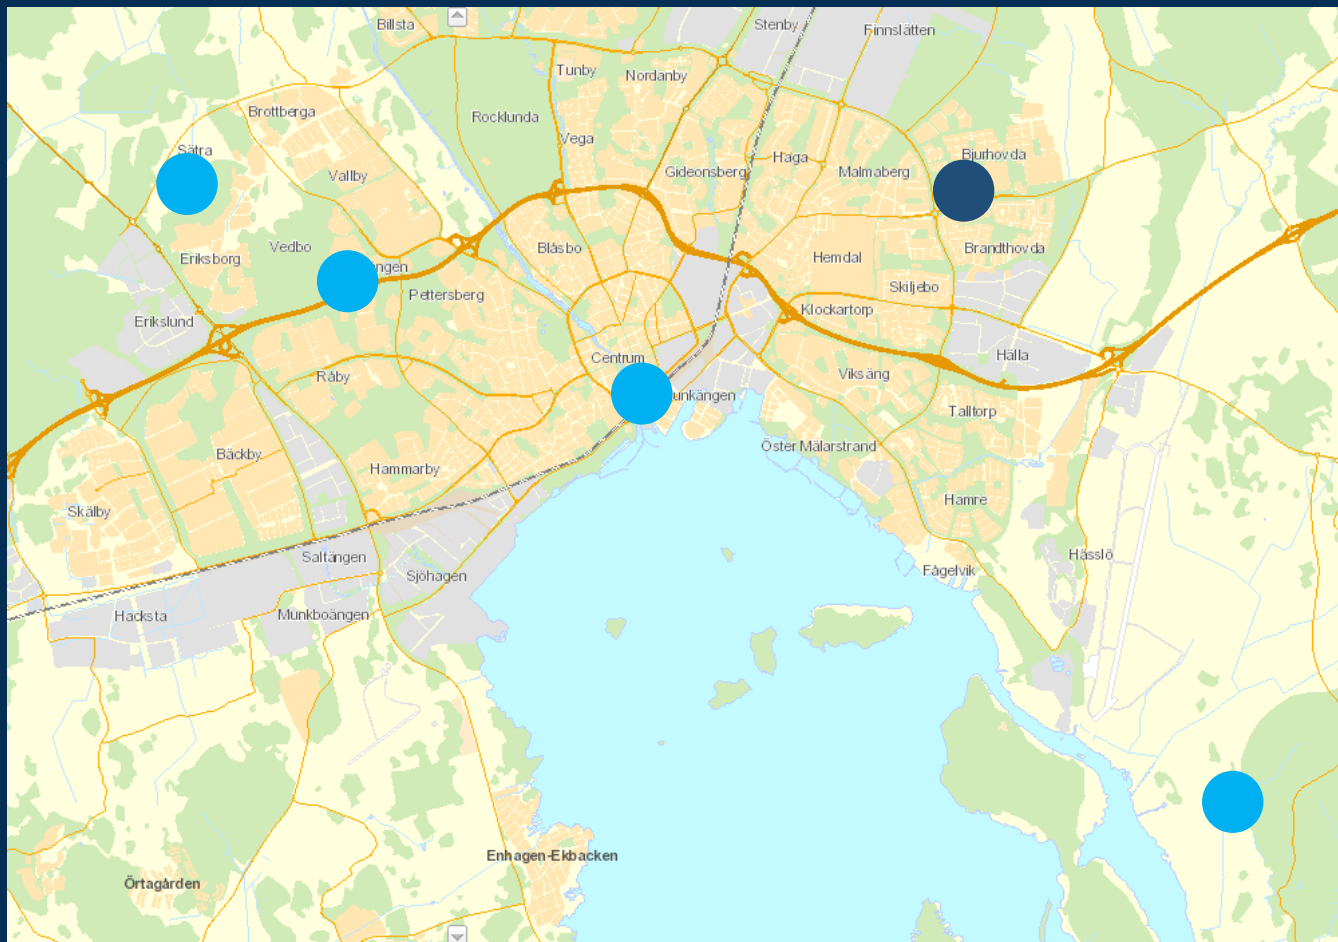 Billsta
Stenby
Finnslätten
Tunby
Nordanby
Brottberga
Rocklunda
Vega
Sätra
Haga
Bjurhovda
Vallby
Gideonsberg
Malmaberg
Vedbo
Blåsbo
Brandthovda
Eriksborg
Hemdal
ngen
Pettersberg
Skiljebo
Erikslund
Klockartorp
Centrum
Hälla
Råby
Viksäng
unkängen
Talltorp
Bäckby
Öster Mälarstrand
Hammarby
Skälby
Hamre
Saltängen
Hässlö
Sjöhagen
Fågelvik
Hacksta
Munkboängen
Enhagen-Ekbacken
Örtagården